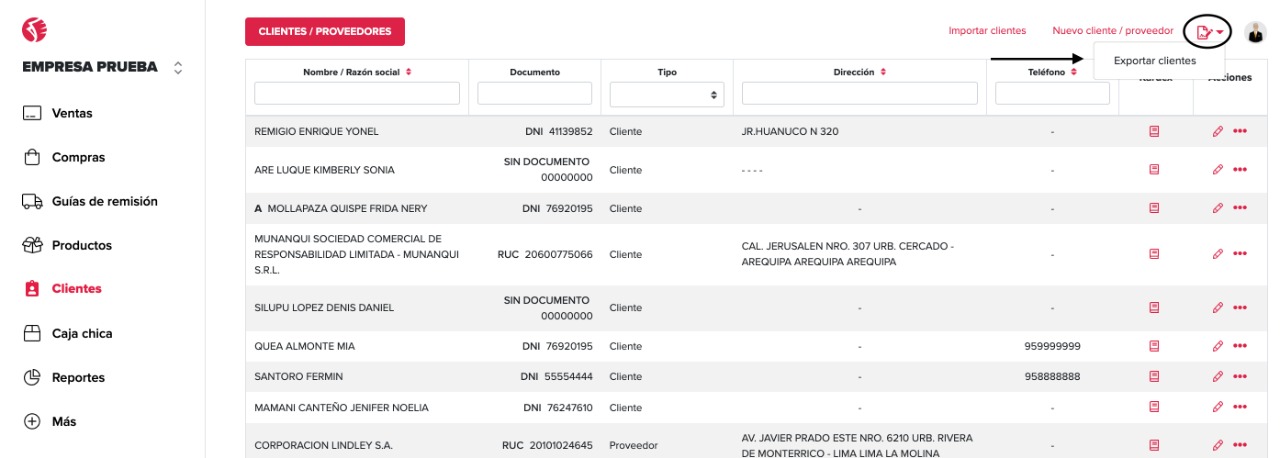 CLIENTES / PROVEEDORES
Importar clientes
Nuevo cliente / proveedor
Exportar clientes
EMPRESA PRUEBA
Ventas
Compras
Guías de remisión
Productos
Clientes
Caja chica
Reportes
Más
Nombre / Razón social Documento Tipo Dirección Teléfono
REMIGIO ENRIQUE YONEL DNI 41139852 Cliente JR.HUANUCO N 320 -
ARE LUQUE KIMBERLY SONIA SIN DOCUMENTO Cliente - - - - -
00000000
A MOLLAPAZA QUISPE FRIDA NERY DNI 76920195 Cliente - -
MUNANQUI SOCIEDAD COMERCIAL DE
RESPONSABILIDAD LIMITADA - MUNANQUI
S.R.L.
RUC 20600775066 Cliente
CAL. JERUSALEN NRO. 307 URB. CERCADO -
AREQUIPA AREQUIPA AREQUIPA
-
SILUPU LOPEZ DENIS DANIEL SIN DOCUMENTO Cliente - -
00000000
QUEA ALMONTE MIA DNI 76920195 Cliente - 959999999
SANTORO FERMIN DNI 55554444 Cliente - 958888888
MAMANI CANTEÑO JENIFER NOELIA DNI 76247610 Cliente - -
CORPORACION LINDLEY S.A. RUC 20101024645 Proveedor
AV. JAVIER PRADO ESTE NRO. 6210 URB. RIVERA
DE MONTERRICO - LIMA LIMA LA MOLINA
-